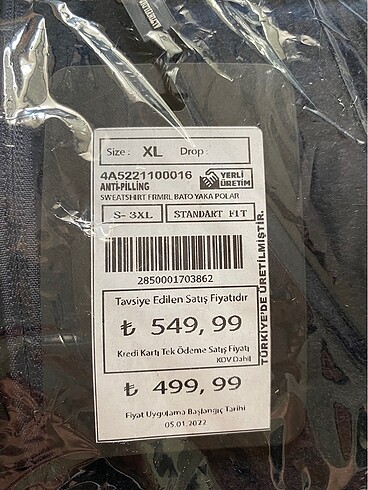 Size : XL Drop :
4A5221100016
ANTI-PILLING
YERLİ ÜRETİM
SWEATSHIRT FRMRL BATO YAKA POLAR
S- 3XL STANDART FIT
2850001703862
Tavsiye Edilen Satış Fiyatıdır
₺ 549,99
Kredi Kartı Tek Ödeme Satış Fiyatı
KDV Dahil
₺ 499,99
Fiyat Uygulama Başlangıç Tarihi
05.01.2022
TÜRKİYE'DE ÜRETİLMİŞTİR.